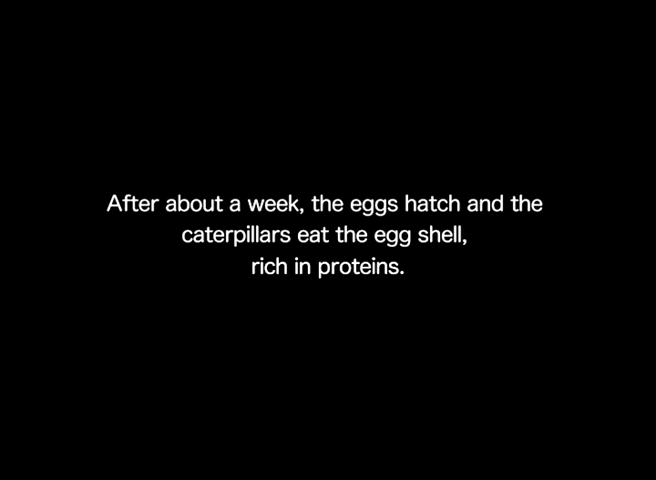 After about a week, the eggs hatch and the
caterpillars eat the egg shell,
rich in proteins.